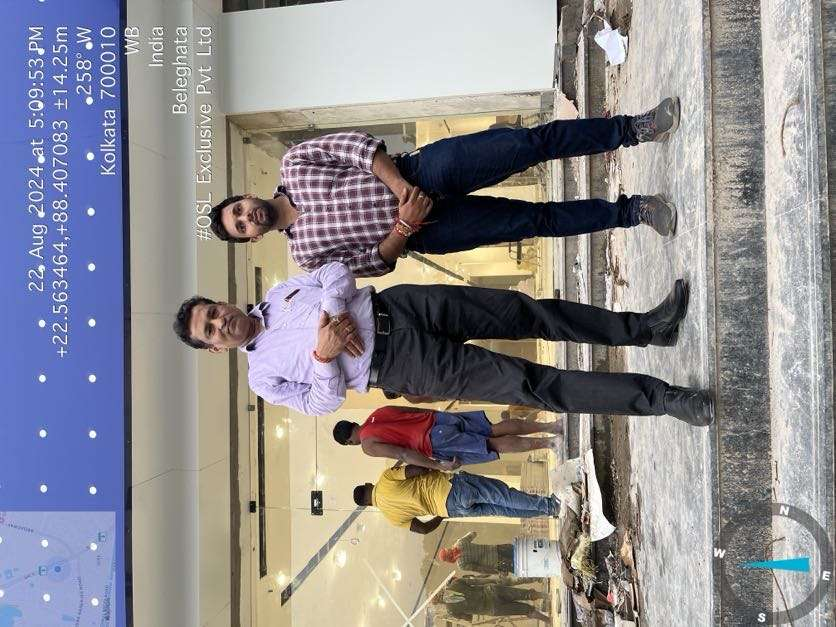 22 Aug 2024 at 5:09:53 PM
+22.563464,+88.407083 ±14.25m
258° W
Kolkata 700010
WB
India
Beleghata
#OSL Exclusive Pvt Ltd
N
W
E
S